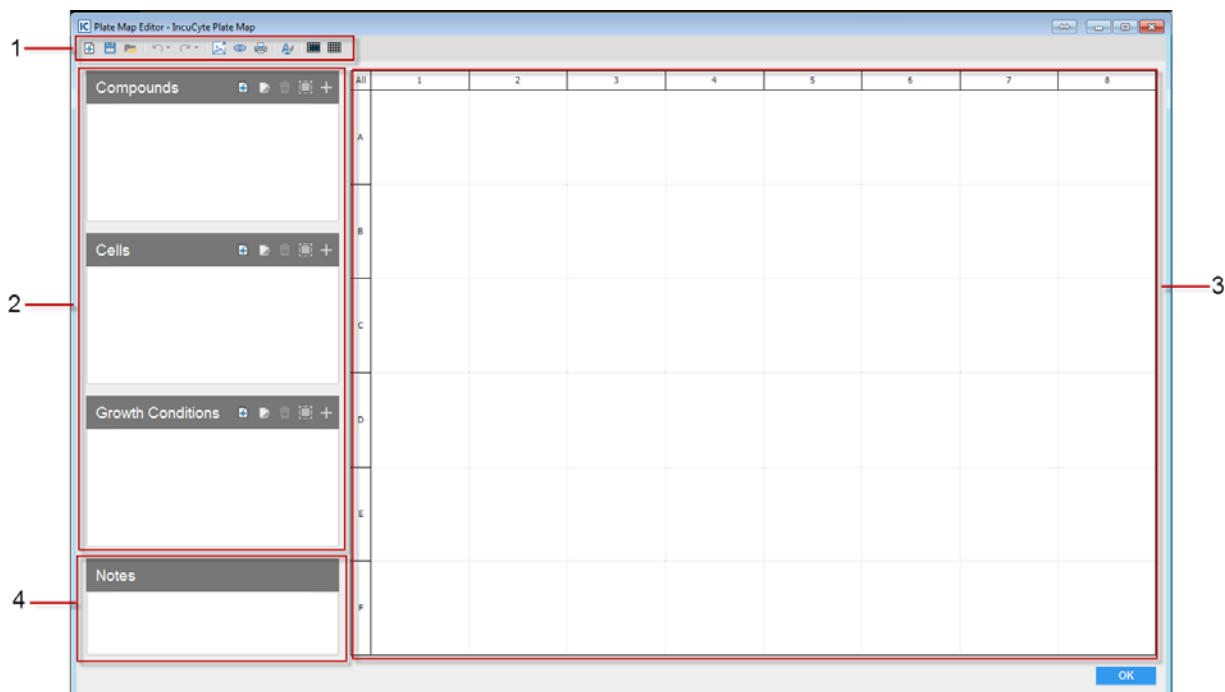 IC Plate Map Editor - IncuCyte Plate Map
1
Compounds
All 1 2 3 4 5 6 7 8
A
B
Cells
2
3
C
Growth Conditions
D
E
Notes
4
F
OK